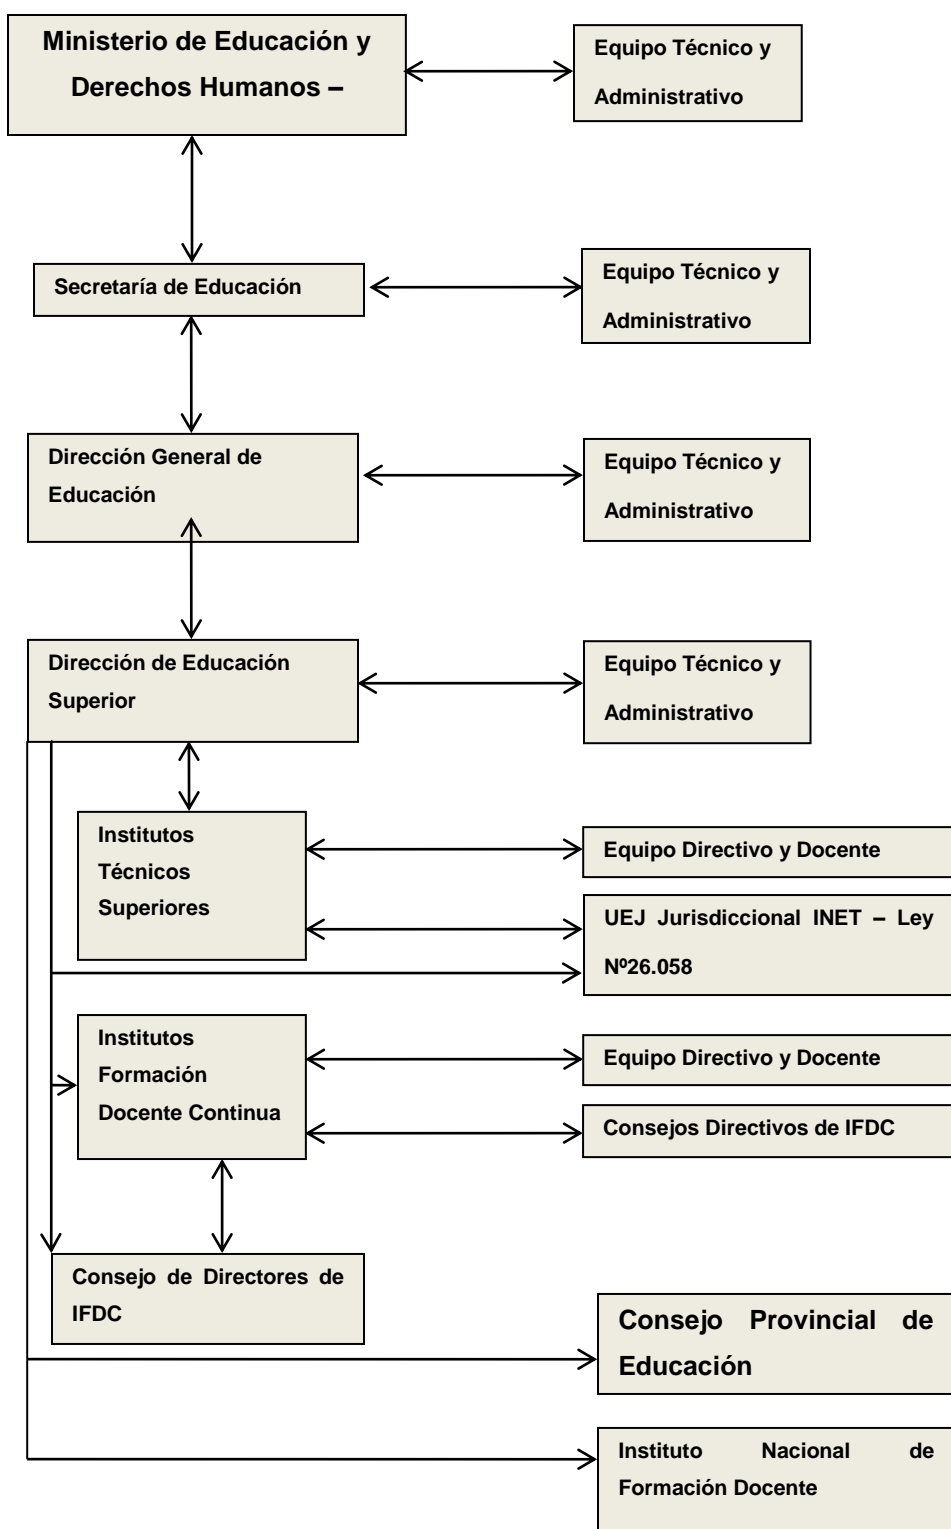 Ministerio de Educación y
Derechos Humanos –
Equipo Técnico y
Administrativo
Secretaría de Educación
Equipo Técnico y
Administrativo
Dirección General de
Educación
Equipo Técnico y
Administrativo
Dirección de Educación
Superior
Equipo Técnico y
Administrativo
Institutos
Técnicos
Superiores
Equipo Directivo y Docente
UEJ Jurisdiccional INET – Ley
Nº26.058
Institutos
Formación
Docente Continua
Equipo Directivo y Docente
Consejos Directivos de IFDC
Consejo de Directores de
IFDC
Consejo Provincial de
Educación
Instituto Nacional de
Formación Docente